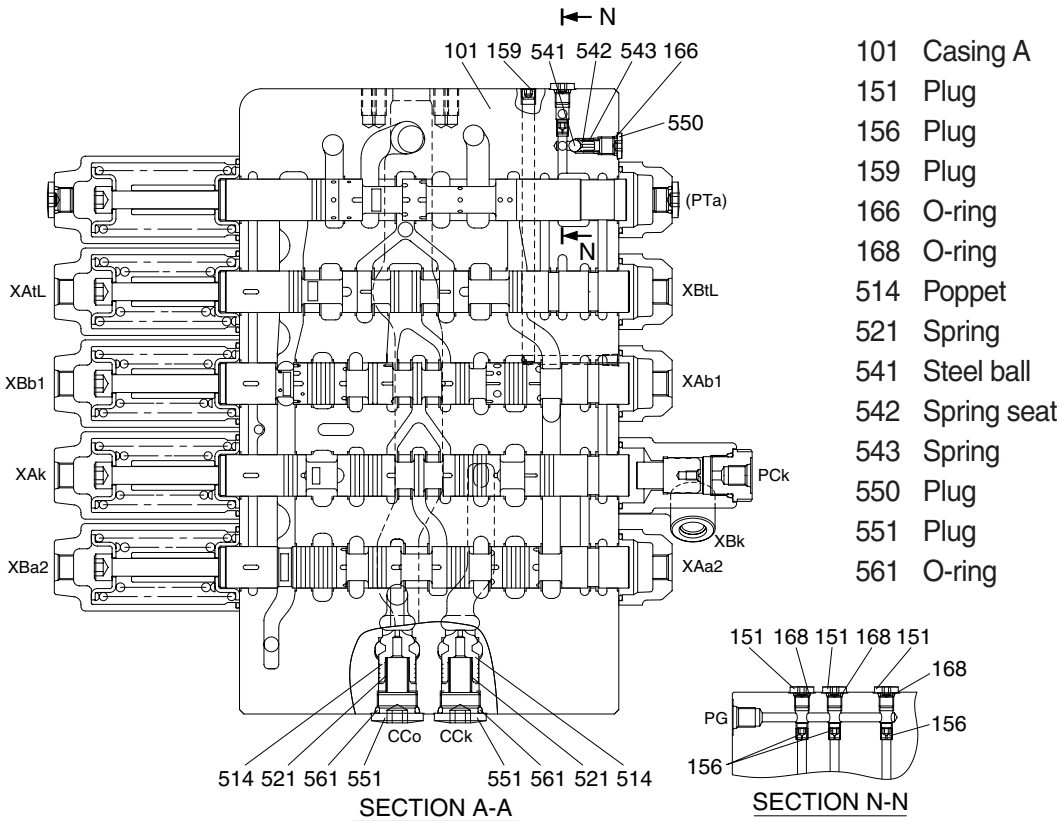 N
101 159 541 542 543 166
550
(PTa)
N
XAtL XBtL
XBb1 XAb1
XAk PCk
XBk
XBa2 XAa2
CCo CCk
514 521 561 551 551 561 521 514
SECTION A-A
101 Casing A
151 Plug
156 Plug
159 Plug
166 O-ring
168 O-ring
514 Poppet
521 Spring
541 Steel ball
542 Spring seat
543 Spring
550 Plug
551 Plug
561 O-ring
151 168 151 168 151
168
PG
156
156
SECTION N-N